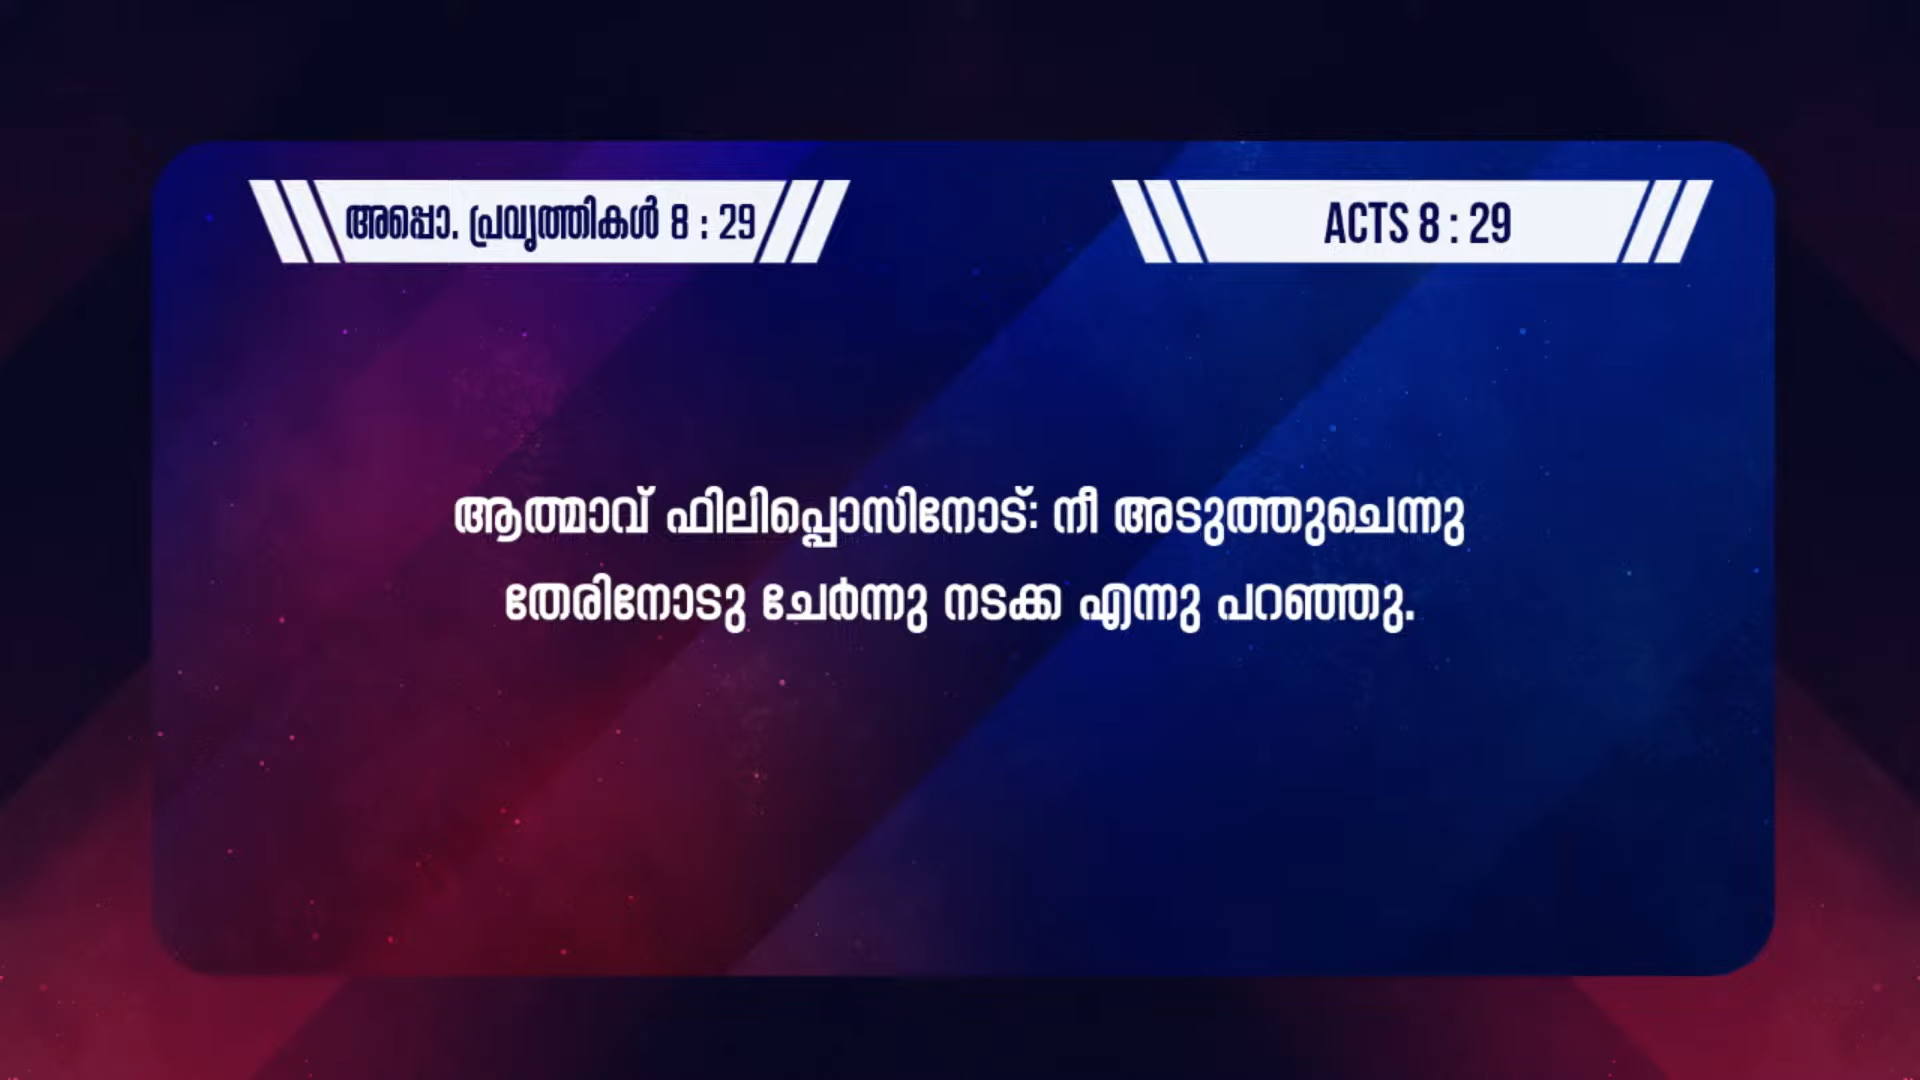 അപ്പൊ. പ്രവൃത്തികൾ 8 : 29
ACTS 8 : 29
ആത്മാവ് ഫിലിപ്പൊസിനോട്: നീ അടുത്തുചെന്നു
തേരിനോടു ചേർന്നു നടക്ക എന്നു പറഞ്ഞു.